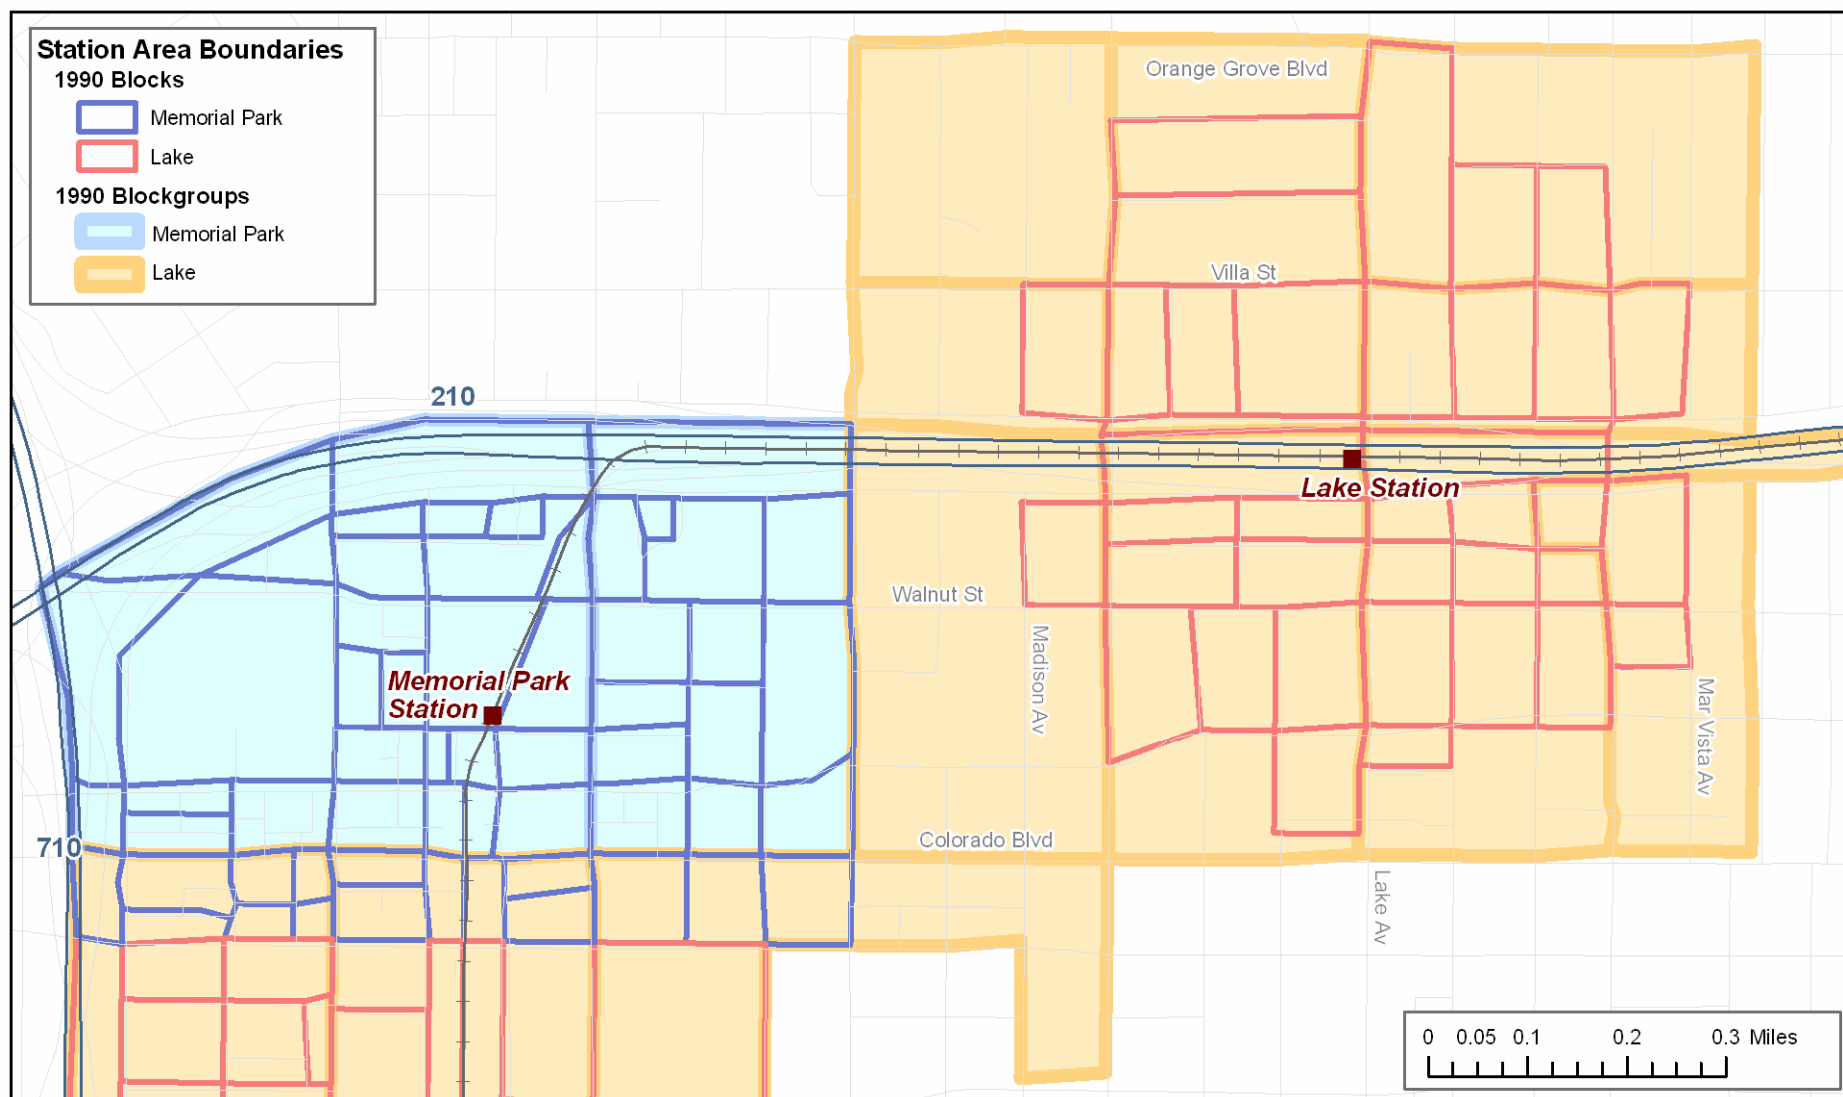 Station Area Boundaries
1990 Blocks
Memorial Park
Lake
1990 Blockgroups
Memorial Park
Lake
Orange Grove Blvd
Villa St
210
Lake Station
Walnut St
Madison Av
Memorial Park
Station
Mar Vista Av
710
Colorado Blvd
Lake Av
0 0.05 0.1 0.2 0.3 Miles